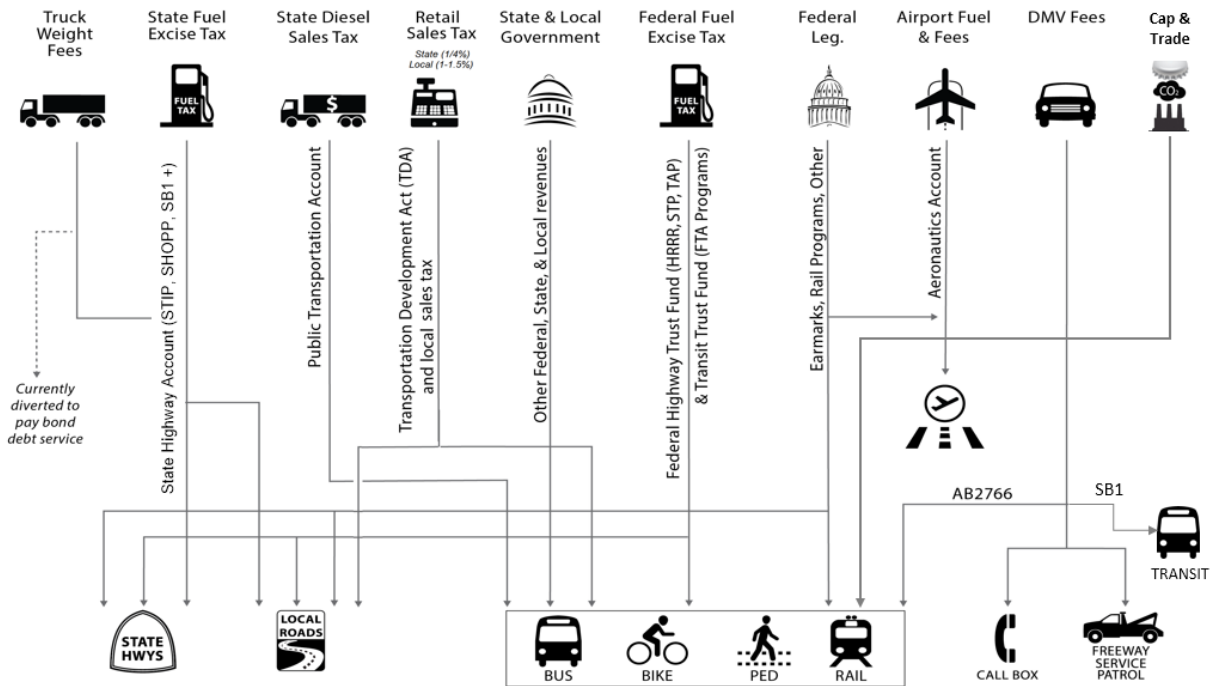 Truck
Weight
Fees
State Fuel
Excise Tax
State Diesel
Sales Tax
Retail
Sales Tax
State (1/4%)
Local (1-1.5%)
State & Local
Government
Federal Fuel
Excise Tax
Federal
Leg.
Airport Fuel
& Fees
DMV Fees
Cap &
Trade
FUEL
TAX
$
FUEL
TAX
CO2
State Highway Account (STIP, SHOPP, SB1 +)
Public Transportation Account
Transportation Development Act (TDA)
and local sales tax
Other Federal, State, & Local revenues
Federal Highway Trust Fund (HRRR, STP, TAP)
& Transit Trust Fund (FTA Programs)
Earmarks, Rail Programs, Other
Aeronautics Account
Currently
diverted to
pay bond
debt service
AB2766
SB1
TRANSIT
STATE
HWYS
LOCAL
ROADS
BUS
BIKE
PED
RAIL
CALL BOX
FREEWAY
SERVICE
PATROL